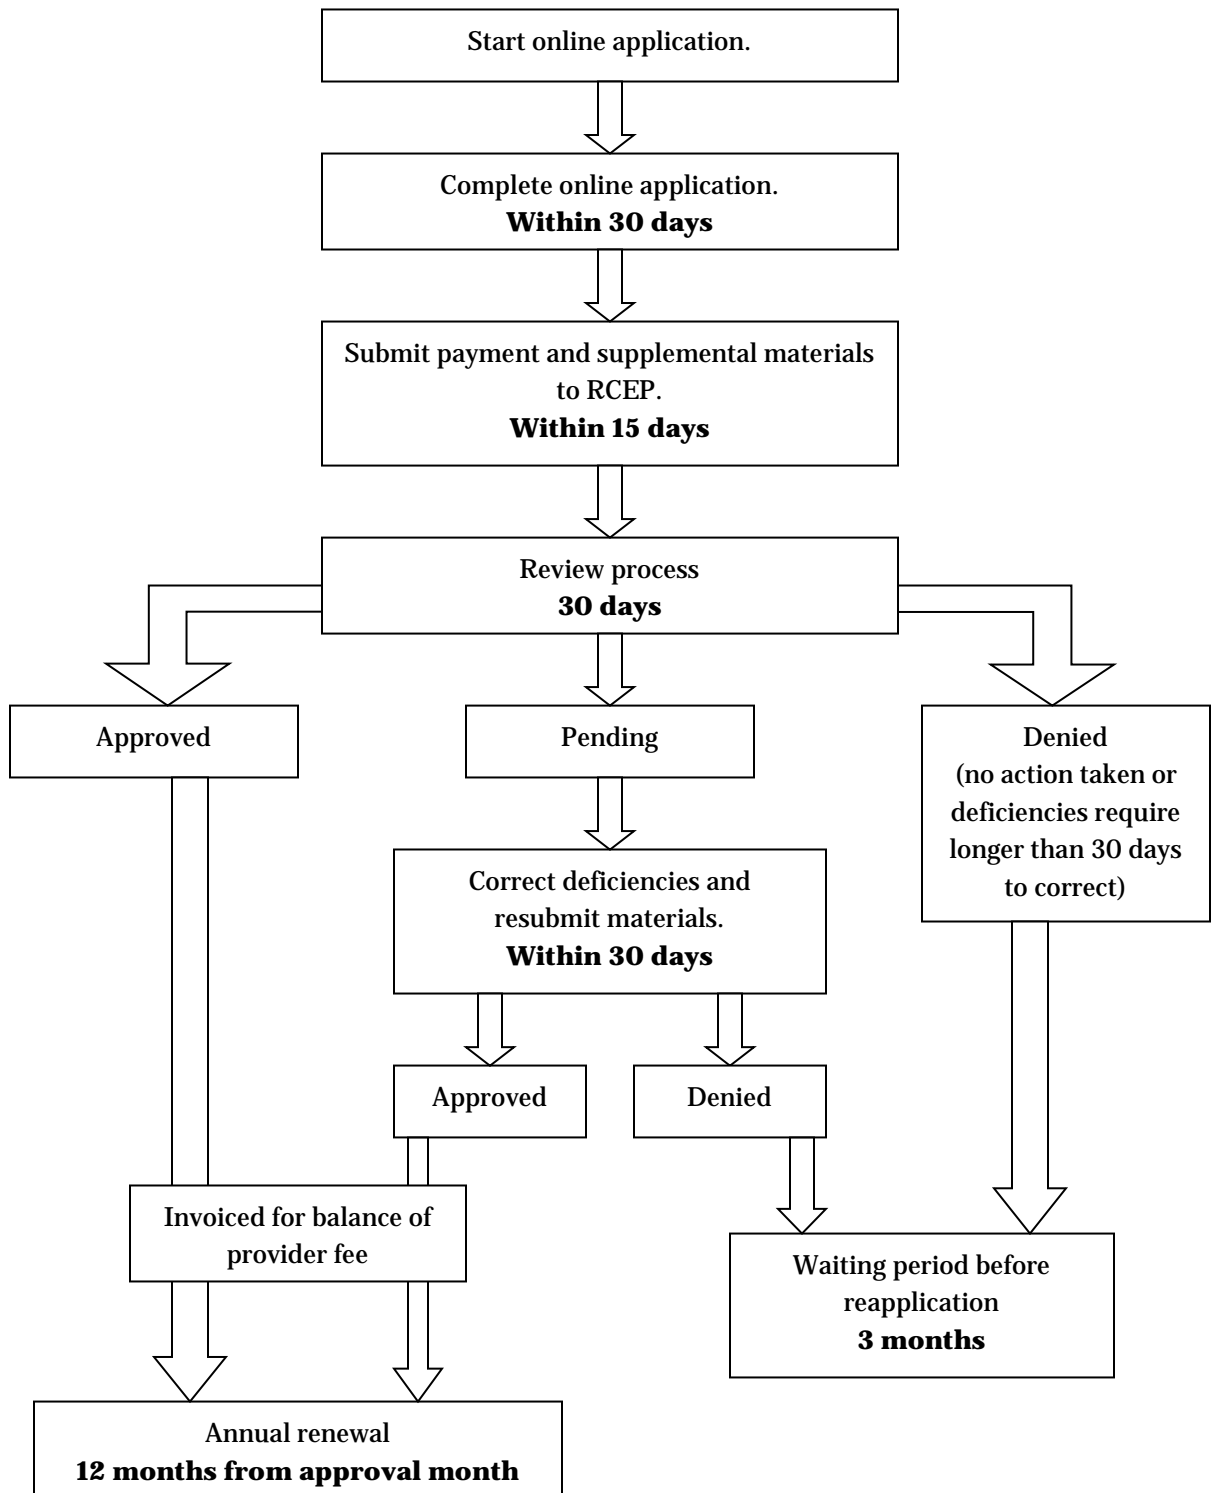 Start online application.
Complete online application.
Within 30 days
Submit payment and supplemental materials
to RCEP.
Within 15 days
Review process
30 days
Approved
Pending
Denied
(no action taken or
deficiencies require
longer than 30 days
to correct)
Correct deficiencies and
resubmit materials.
Within 30 days
Approved
Denied
Invoiced for balance of
provider fee
Waiting period before
reapplication
3 months
Annual renewal
12 months from approval month